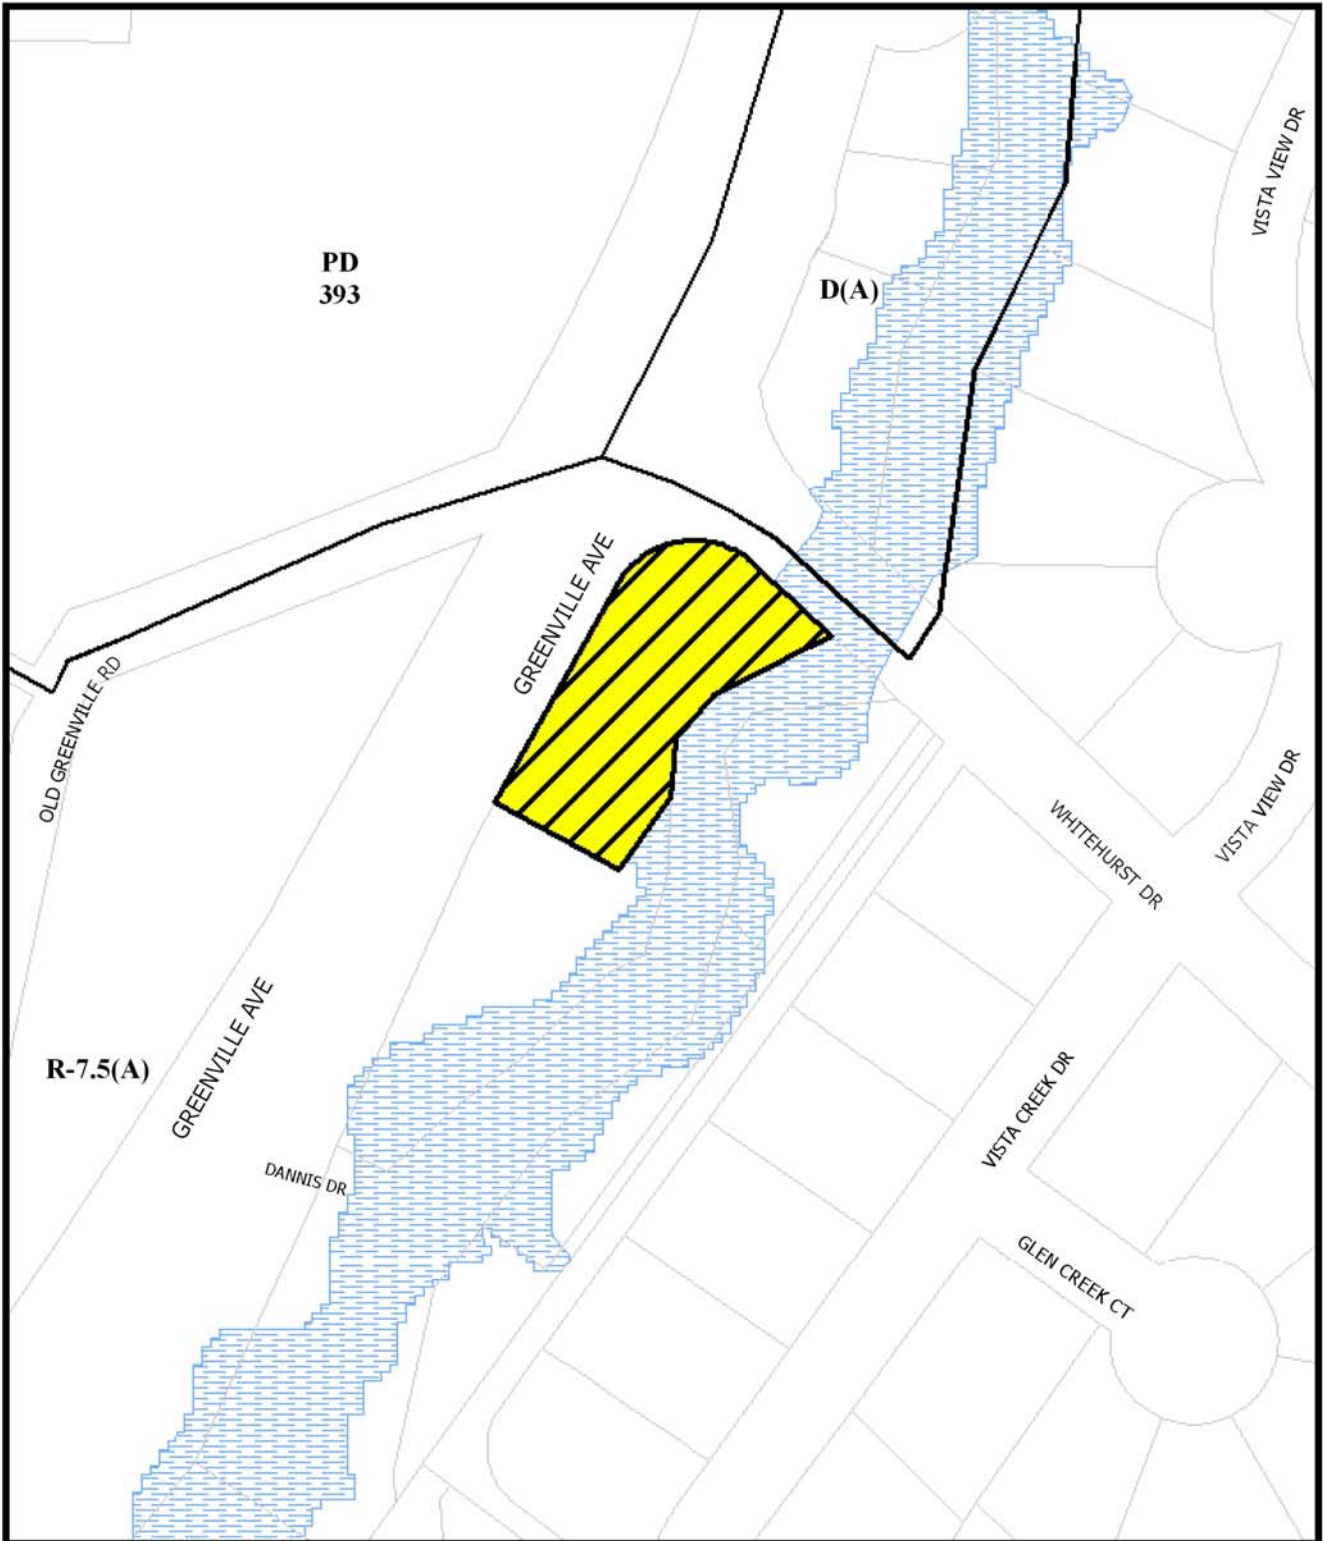 VISTA VIEW DR
PD
393
D(A)
GREENVILLE AVE
OLD GREENVILLE RD
VISTA VIEW DR
WHITEHURST DR
GREENVILLE AVE
R-7.5(A)
VISTA CREEK DR
DANNIS DR
GLEN CREEK CT